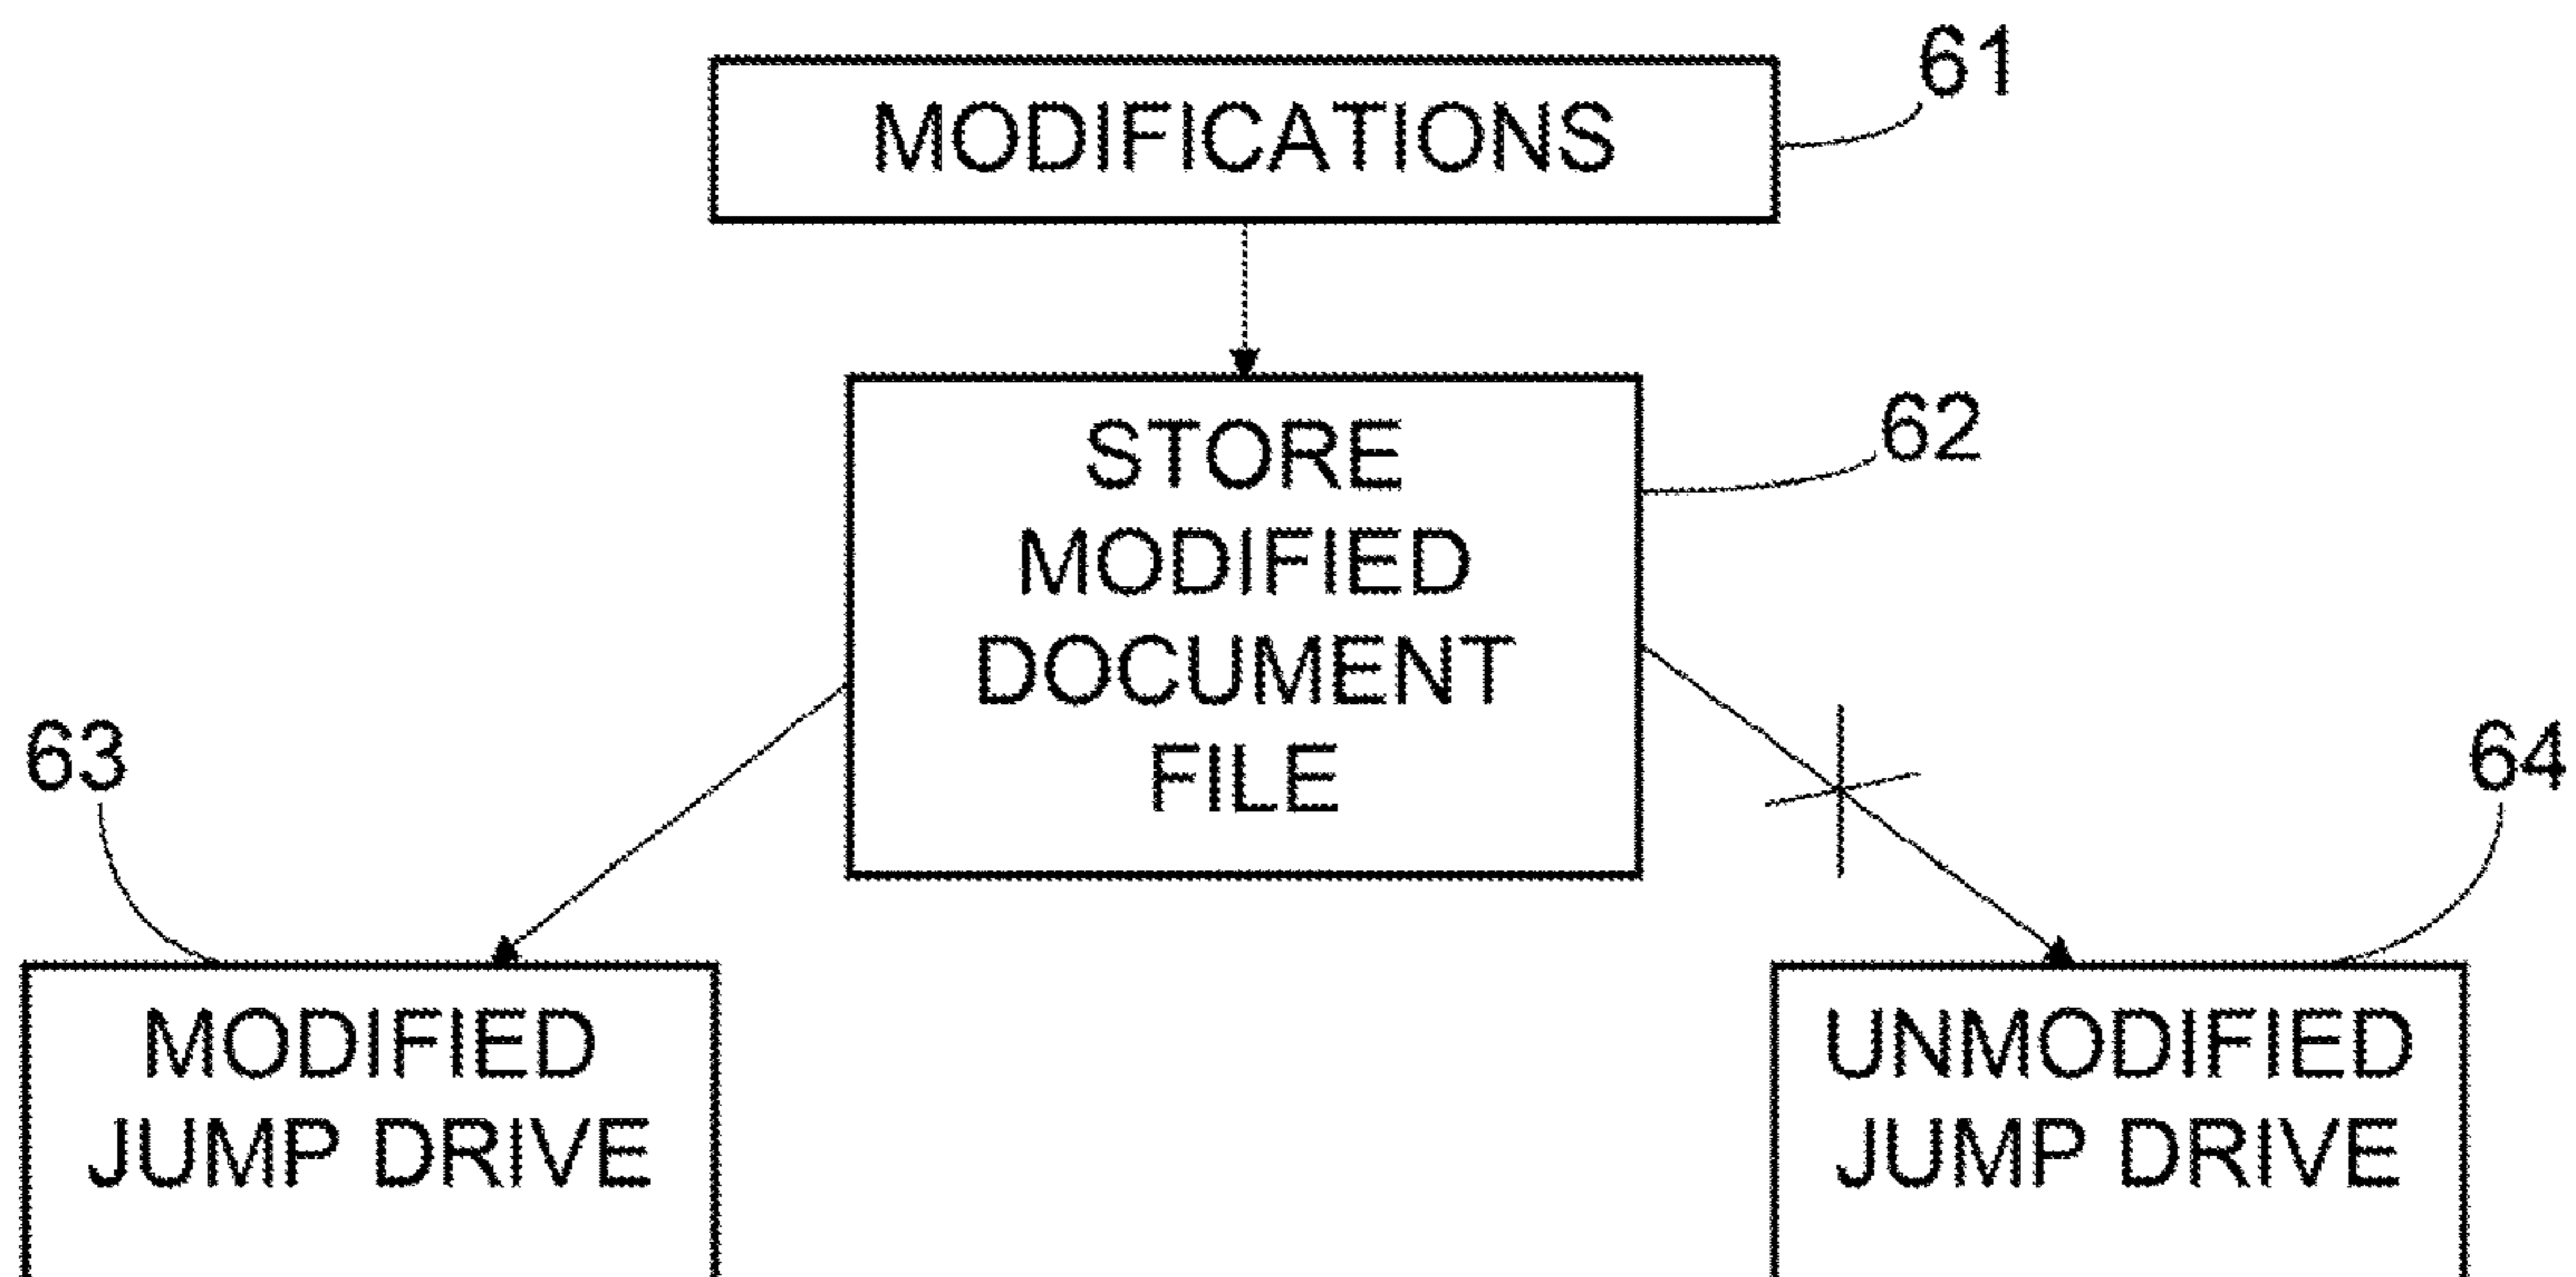 61
MODIFICATIONS
62
STORE
MODIFIED
DOCUMENT
FILE
63
64
MODIFIED
JUMP DRIVE
UNMODIFIED
JUMP DRIVE